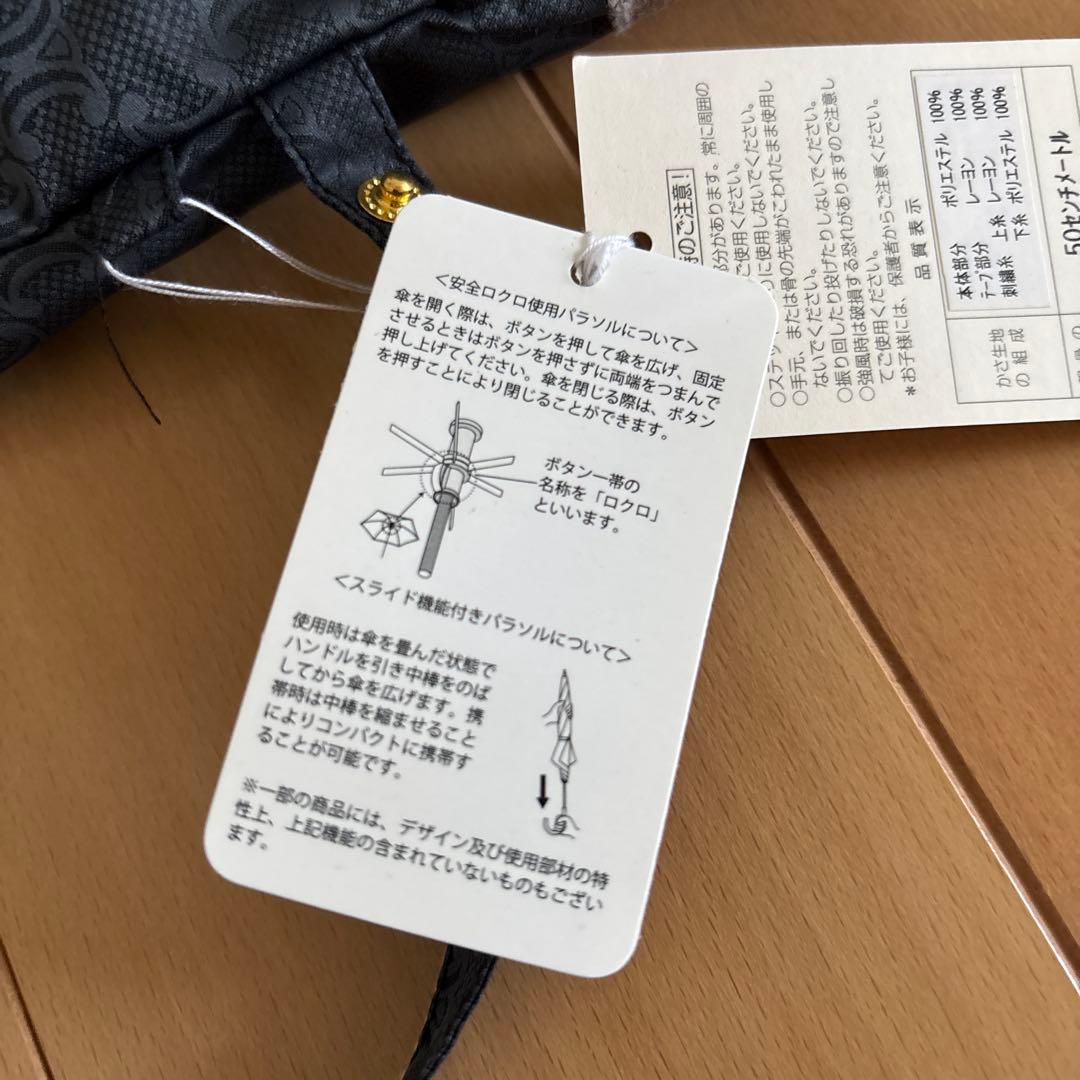 <安全ロクロ使用パラソルについて>
傘を開く際は、ボタンを押して傘を広げ、固定
させるときはボタンを押さずに両端をつまんで
押し上げてください。傘を閉じる際は、ボタン
を押すことにより閉じることができます。
ボタン一帯の
名称を「ロクロ」
といいます。
<スライド機能付きパラソルについて>
使用時は傘を畳んだ状態で
ハンドルを引き中棒をのば
してから傘を広げます。携
帯時は中棒を縮ませること
によりコンパクトに携帯す
ることが可能です。
※一部の商品には、デザイン及び使用部材の特
性上、上記機能の含まれていないものもござい
ます。
のご注意!
部分があります。常に周囲の
ご使用ください。
に使用しないでください。
○ステッ
○手元、または骨の先端がこわれたまま使用し
ないでください。
○振り回したり投げたりしないでください。
○強風時は破損する恐れがありますので注意し
てご使用ください。
*お子様には、保護者からご注意ください。
品質表示
かさ生地
の組成
本体部分 ポリエステル 100%
テープ部分 レーヨン 100%
刺繍糸 上糸 レーヨン 100%
下糸 ポリエステル 100%
50センチメートル